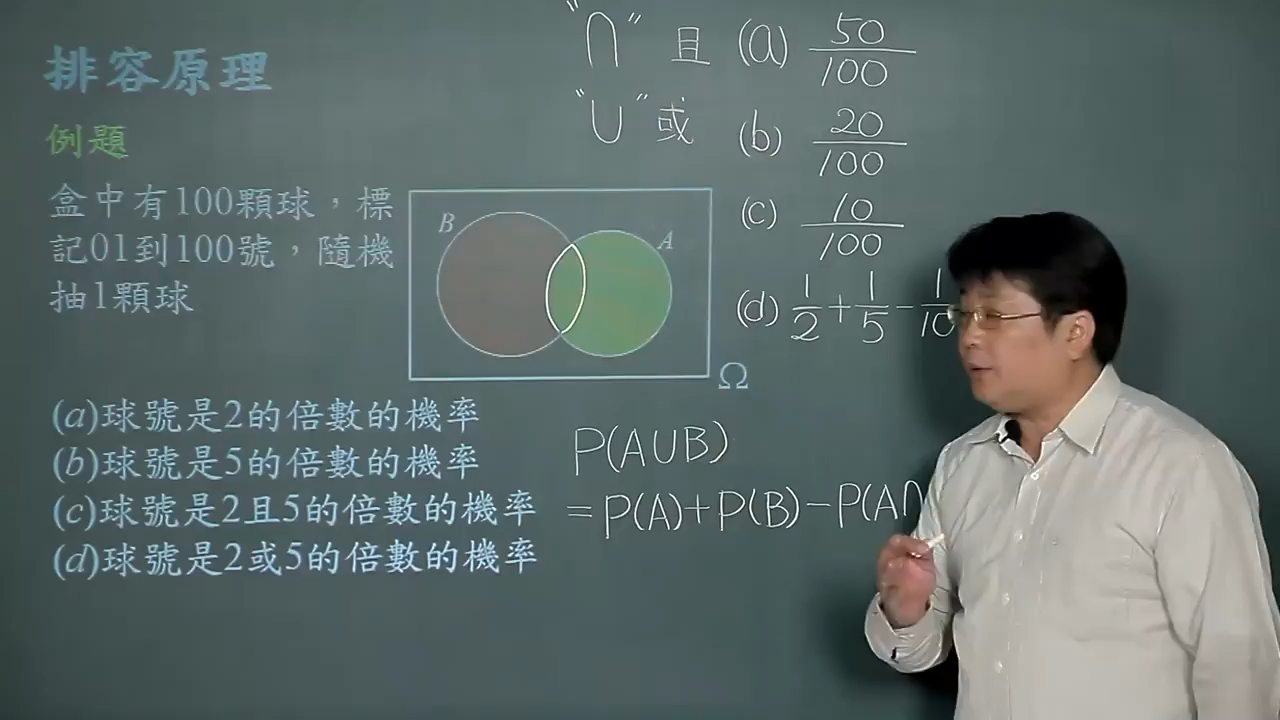 排容原理
例題
盒中有100顆球，標
記01到100號，隨機
抽1顆球
(a)球號是2的倍數的機率
(b)球號是5的倍數的機率
(c)球號是2且5的倍數的機率
(d)球號是2或5的倍數的機率
B
A
Ω
"∩" 且
"∪" 或
(a) 50/100
(b) 20/100
(c) 10/100
(d) 1/2+1/5-1/10
P(A∪B)
=P(A)+P(B)-P(A∩